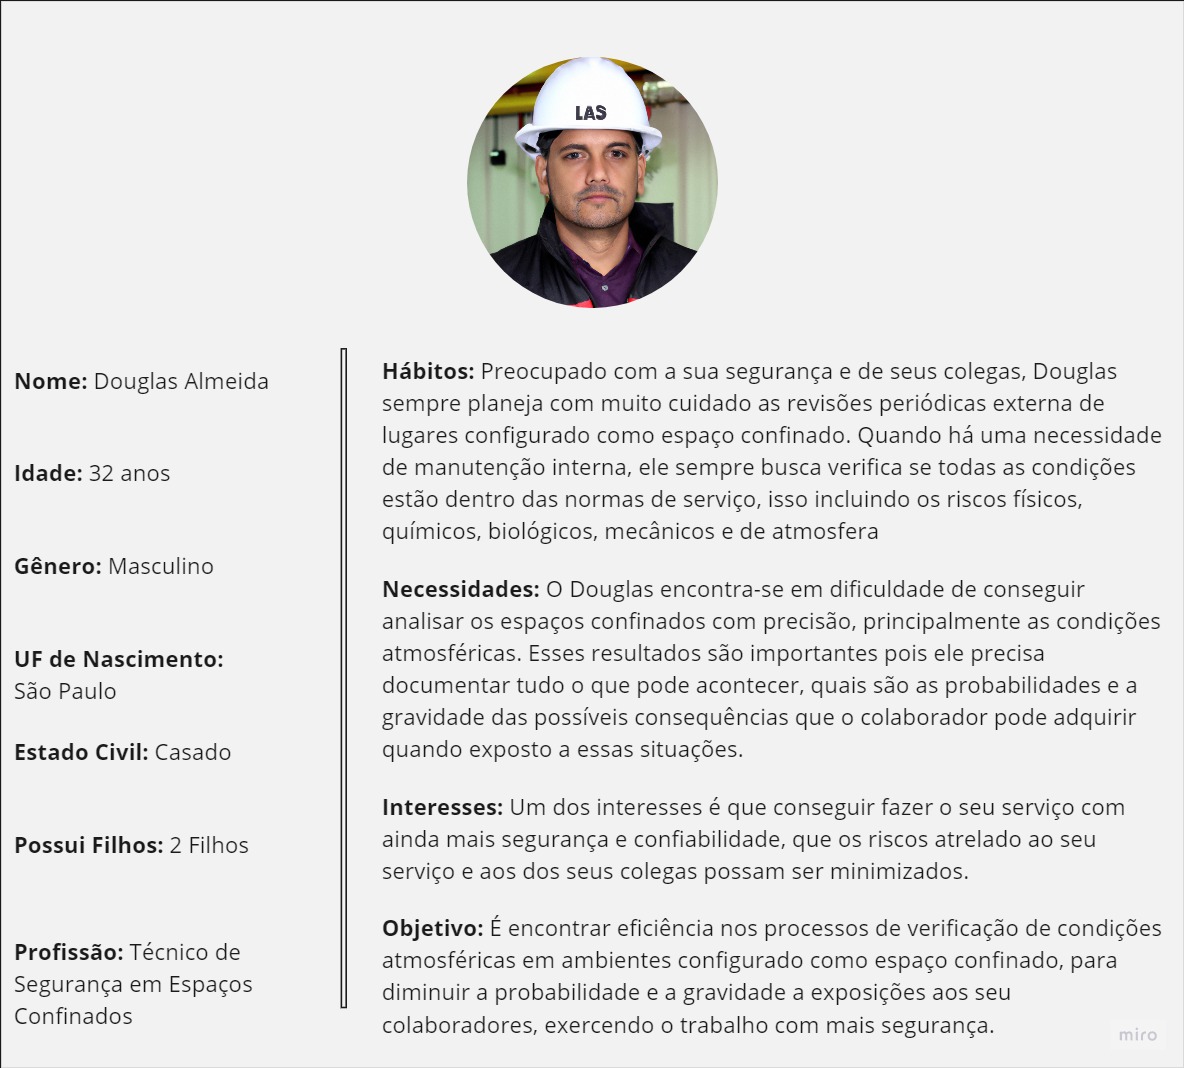 LAS
Nome: Douglas Almeida
Idade: 32 anos
Gênero: Masculino
UF de Nascimento:
São Paulo
Estado Civil: Casado
Possui Filhos: 2 Filhos
Profissão: Técnico de
Segurança em Espaços
Confinados
Hábitos: Preocupado com a sua segurança e de seus colegas, Douglas
sempre planeja com muito cuidado as revisões periódicas externa de
lugares configurado como espaço confinado. Quando há uma necessidade
de manutenção interna, ele sempre busca verifica se todas as condições
estão dentro das normas de serviço, isso incluindo os riscos físicos,
químicos, biológicos, mecânicos e de atmosfera
Necessidades: O Douglas encontra-se em dificuldade de conseguir
analisar os espaços confinados com precisão, principalmente as condições
atmosféricas. Esses resultados são importantes pois ele precisa
documentar tudo o que pode acontecer, quais são as probabilidades e a
gravidade das possíveis consequências que o colaborador pode adquirir
quando exposto a essas situações.
Interesses: Um dos interesses é que conseguir fazer o seu serviço com
ainda mais segurança e confiabilidade, que os riscos atrelado ao seu
serviço e aos dos seus colegas possam ser minimizados.
Objetivo: É encontrar eficiência nos processos de verificação de condições
atmosféricas em ambientes configurado como espaço confinado, para
diminuir a probabilidade e a gravidade a exposições aos seu
colaboradores, exercendo o trabalho com mais segurança.
miro